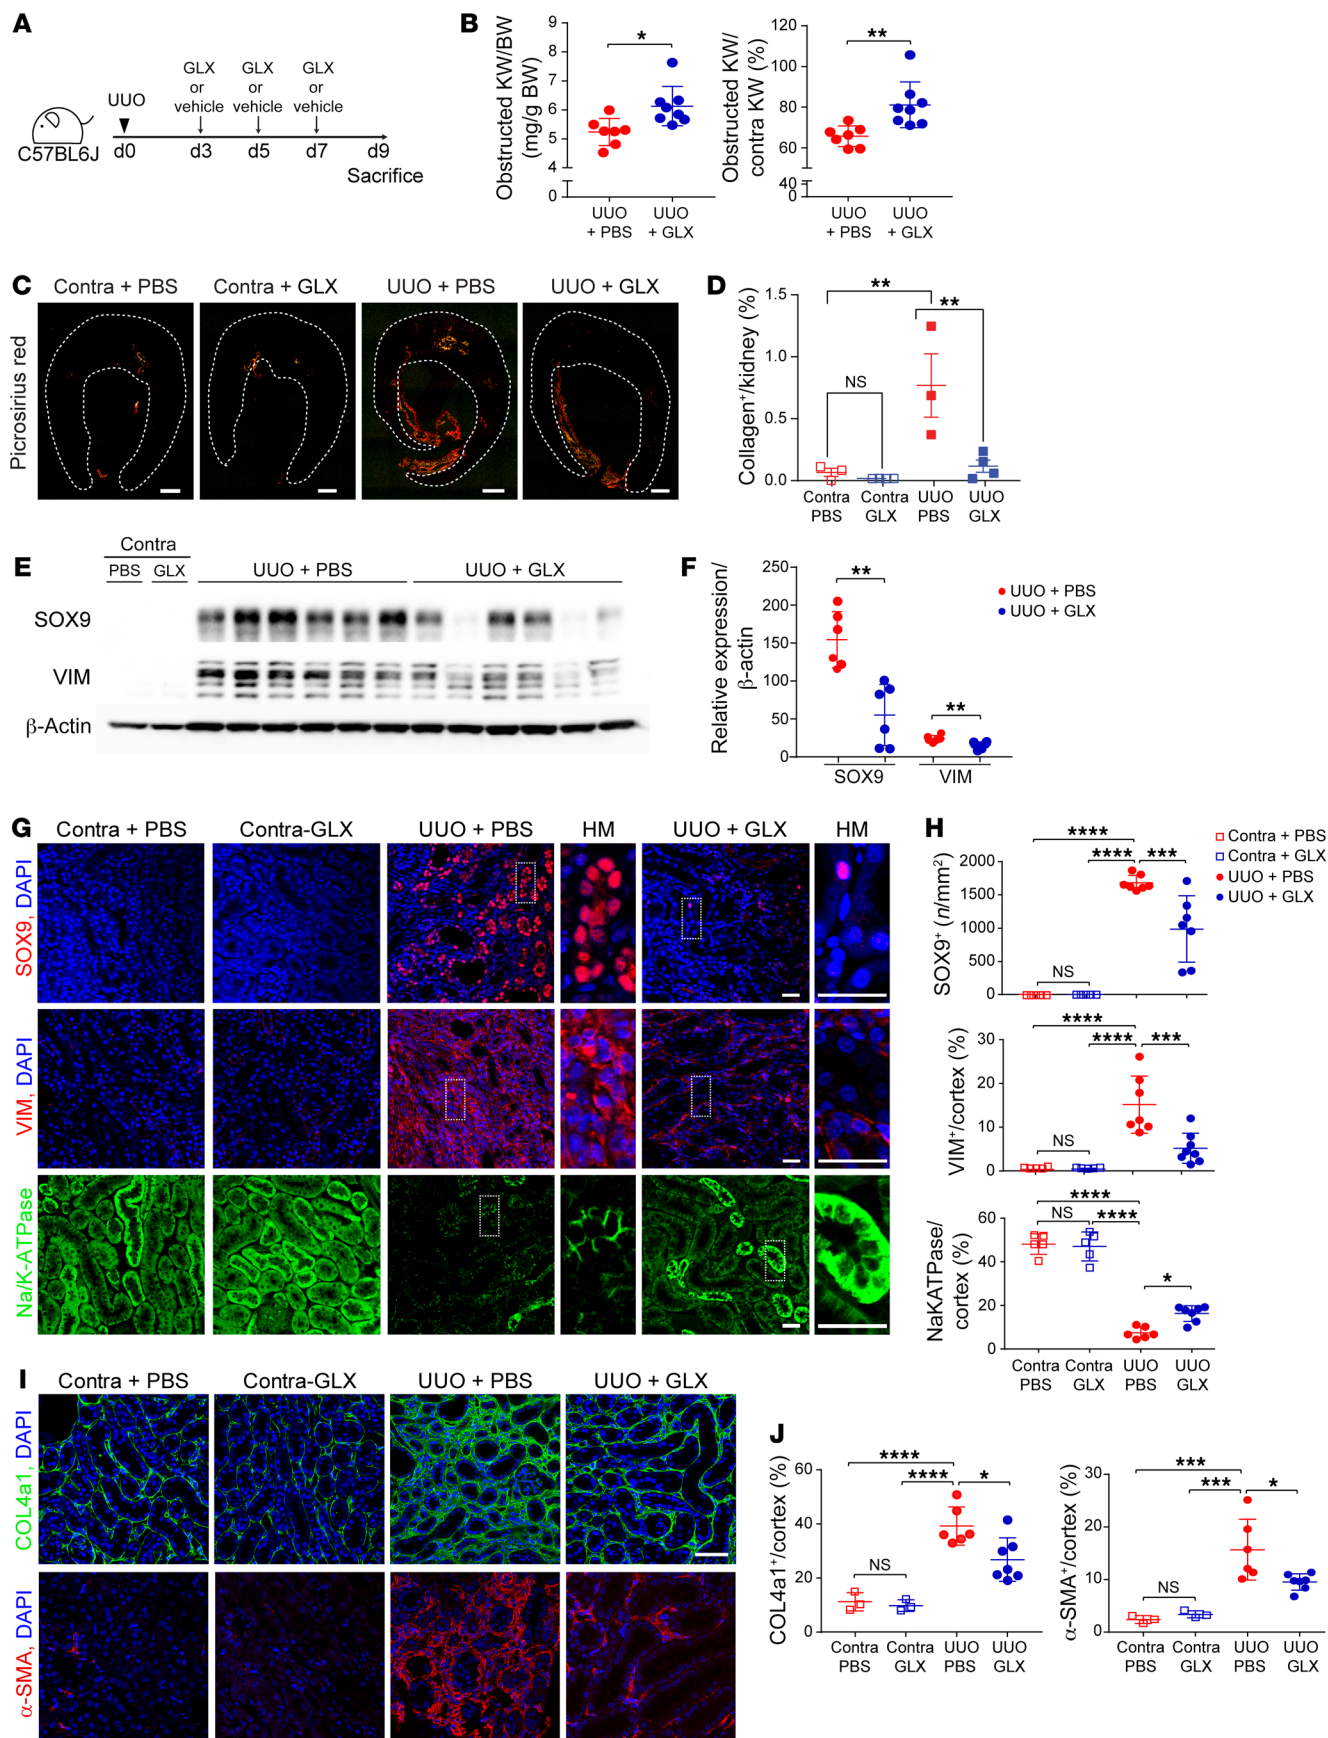 A
GLX GLX GLX
or or or
UUO vehicle vehicle vehicle
C57BL6J d0 d3 d5 d7 d9
Sacrifice
B
Obstructed KW/BW
(mg/g BW)
9
8
7
6
5
4
0
*
UUO UUO
+ PBS + GLX
Obstructed KW/
contra KW (%)
120
100
80
60
40
0
**
UUO UUO
+ PBS + GLX
C
Contra + PBS Contra + GLX UUO + PBS UUO + GLX
Picrosirius red
D
Collagen+/kidney (%)
1.5
1.0
0.5
0.0
**
**
NS
Contra Contra UUO UUO
PBS GLX PBS GLX
E
Contra
PBS GLX UUO + PBS UUO + GLX
SOX9
VIM
β-Actin
F
Relative expression/
β-actin
250
200
150
100
50
0
**
**
SOX9 VIM
UUO + PBS
UUO + GLX
G
Contra + PBS Contra-GLX UUO + PBS HM UUO + GLX HM
SOX9, DAPI
VIM, DAPI
Na/K-ATPase
H
Contra + PBS
Contra + GLX
UUO + PBS
UUO + GLX
SOX9+ (n/mm2)
2000
1500
1000
500
0
****
**** ***
NS
VIM+/cortex (%)
30
20
10
0
****
**** ***
NS
NaKATPase/
cortex (%)
60
40
20
0
****
NS ****
*
Contra Contra UUO UUO
PBS GLX PBS GLX
I
Contra + PBS Contra-GLX UUO + PBS UUO + GLX
COL4a1, DAPI
α-SMA, DAPI
J
COL4a1+/cortex (%)
60
40
20
0
****
**** *
NS
Contra Contra UUO UUO
PBS GLX PBS GLX
α-SMA+/cortex (%)
30
20
10
0
***
*** *
NS
Contra Contra UUO UUO
PBS GLX PBS GLX